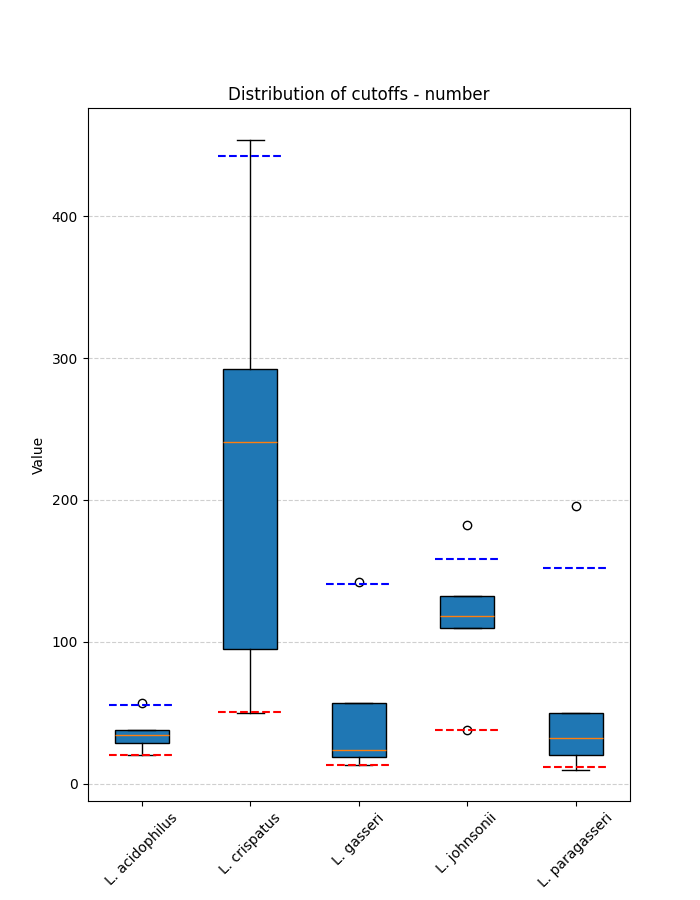 Distribution of cutoffs - number
Value
400
300
200
100
0
L. acidophilus
L. crispatus
L. gasseri
L. johnsonii
L. paragasseri